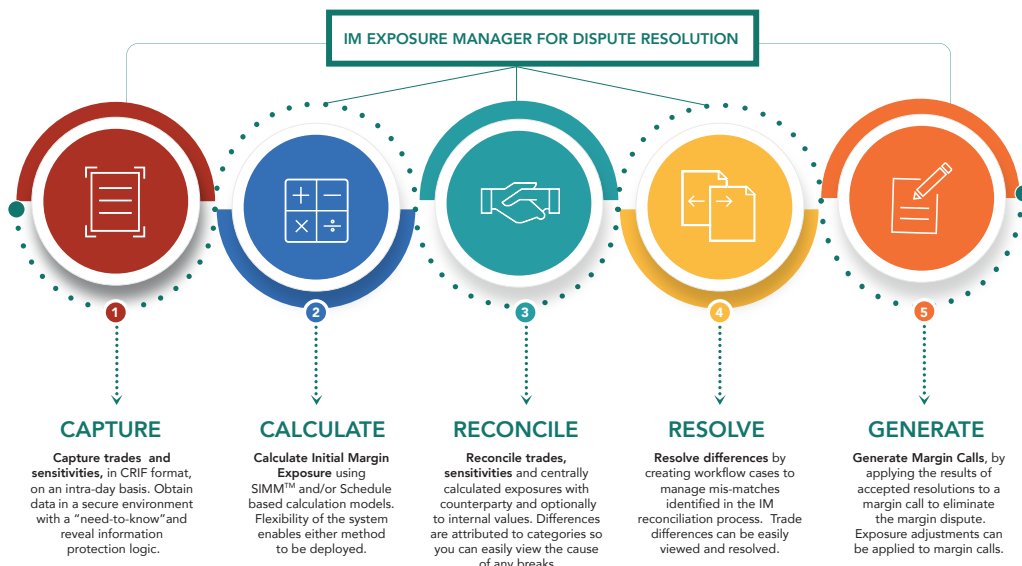 IM EXPOSURE MANAGER FOR DISPUTE RESOLUTION
1
2
3
4
5
CAPTURE
Capture trades and
sensitivities, in CRIF format,
on an intra-day basis. Obtain
data in a secure environment
with a “need-to-know”and
reveal information
protection logic.
CALCULATE
Calculate Initial Margin
Exposure using
SIMM™ and/or Schedule
based calculation models.
Flexibility of the system
enables either method
to be deployed.
RECONCILE
Reconcile trades,
sensitivities and centrally
calculated exposures with
counterparty and optionally
to internal values. Differences
are attributed to categories so
you can easily view the cause
of any breaks
RESOLVE
Resolve differences by
creating workflow cases to
manage mis-matches
identified in the IM
reconciliation process. Trade
differences can be easily
viewed and resolved.
GENERATE
Generate Margin Calls, by
applying the results of
accepted resolutions to a
margin call to eliminate
the margin dispute.
Exposure adjustments can
be applied to margin calls.